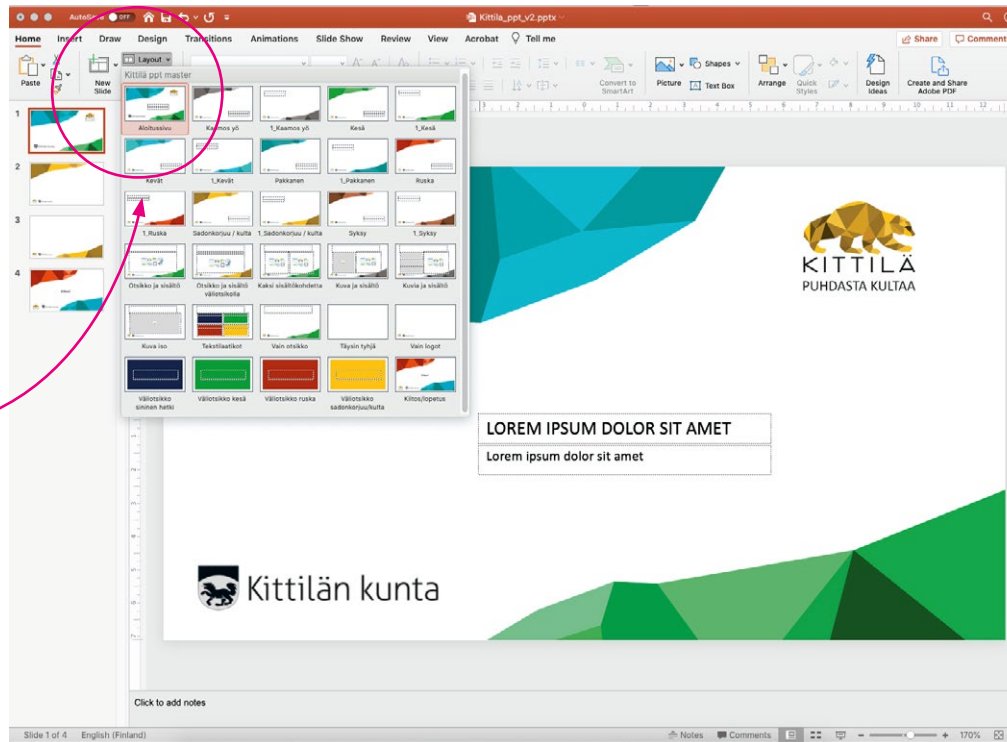 AutoSave OFF Kittila_ppt_v2.pptx
Home Insert Draw Design Transitions Animations Slide Show Review View Acrobat Tell me Share Comment
Paste New Slide Layout Convert to SmartArt Picture Shapes Text Box Arrange Quick Styles Design Ideas Create and Share Adobe PDF
Kittilä ppt master
Aloitussivu Kaamos yö 1_Kaamos yö Kesä 1_Kesä
Kevät 1_Kevät Pakkanen 1_Pakkanen Ruska
1_Ruska Sadonkorjuu / kulta 1_Sadonkorjuu / kulta Syksy 1_Syksy
Otsikko ja sisältö Otsikko ja sisältö väliotsikolla Kaksi sisältökohdetta Kuva ja sisältö Kuvia ja sisältö
Kuva iso Tekstilaatikot Vain otsikko Täysin tyhjä Vain logot
Väliotsikko sininen hetki Väliotsikko kesä Väliotsikko ruska Väliotsikko sadonkorjuu/kulta Kiitos/lopetus
1
2
3
4
KITTILÄ
PUHDASTA KULTAA
LOREM IPSUM DOLOR SIT AMET
Lorem ipsum dolor sit amet
Kittilän kunta
Click to add notes
Slide 1 of 4 English (Finland) Notes Comments 170%